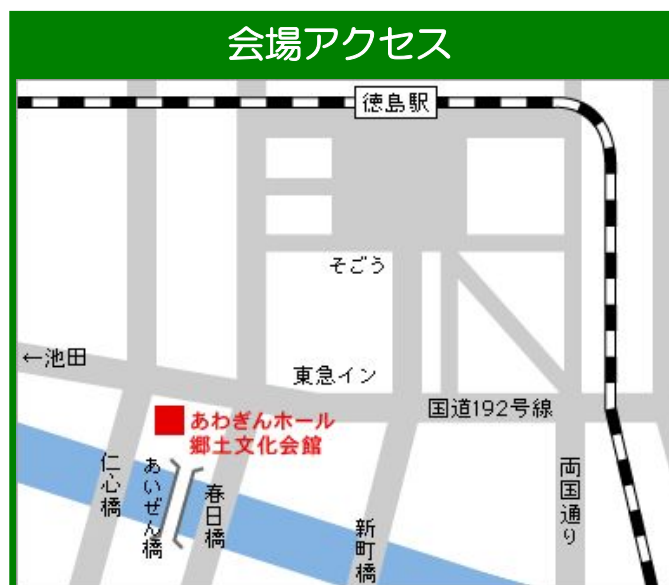 会場アクセス
徳島駅
そごう
←池田
東急イン
国道192号線
あわぎんホール
郷土文化会館
仁心橋
あいぜん橋
春日橋
新町橋
両国通り